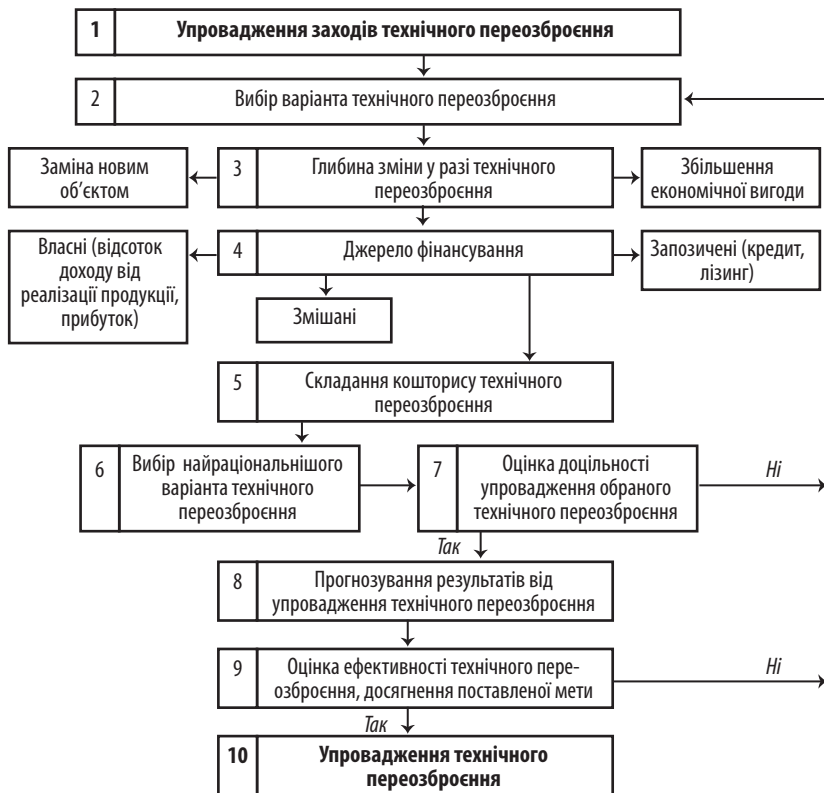 1 Упровадження заходів технічного переозброєння
2 Вибір варіанта технічного переозброєння
Заміна новим
об’єктом
3 Глибина зміни у разі технічного
переозброєння
Збільшення
економічної вигоди
Власні (відсоток
доходу від
реалізації продукції,
прибуток)
4 Джерело фінансування
Запозичені (кредит,
лізинг)
Змішані
5 Складання кошторису технічного
переозброєння
6 Вибір найраціональнішого
варіанта технічного
переозброєння
7 Оцінка доцільності
упровадження обраного
технічного переозброєння
Ні
Так
8 Прогнозування результатів від
упровадження технічного переозброєння
9 Оцінка ефективності технічного пере-
озброєння, досягнення поставленої мети
Ні
Так
10 Упровадження технічного
переозброєння